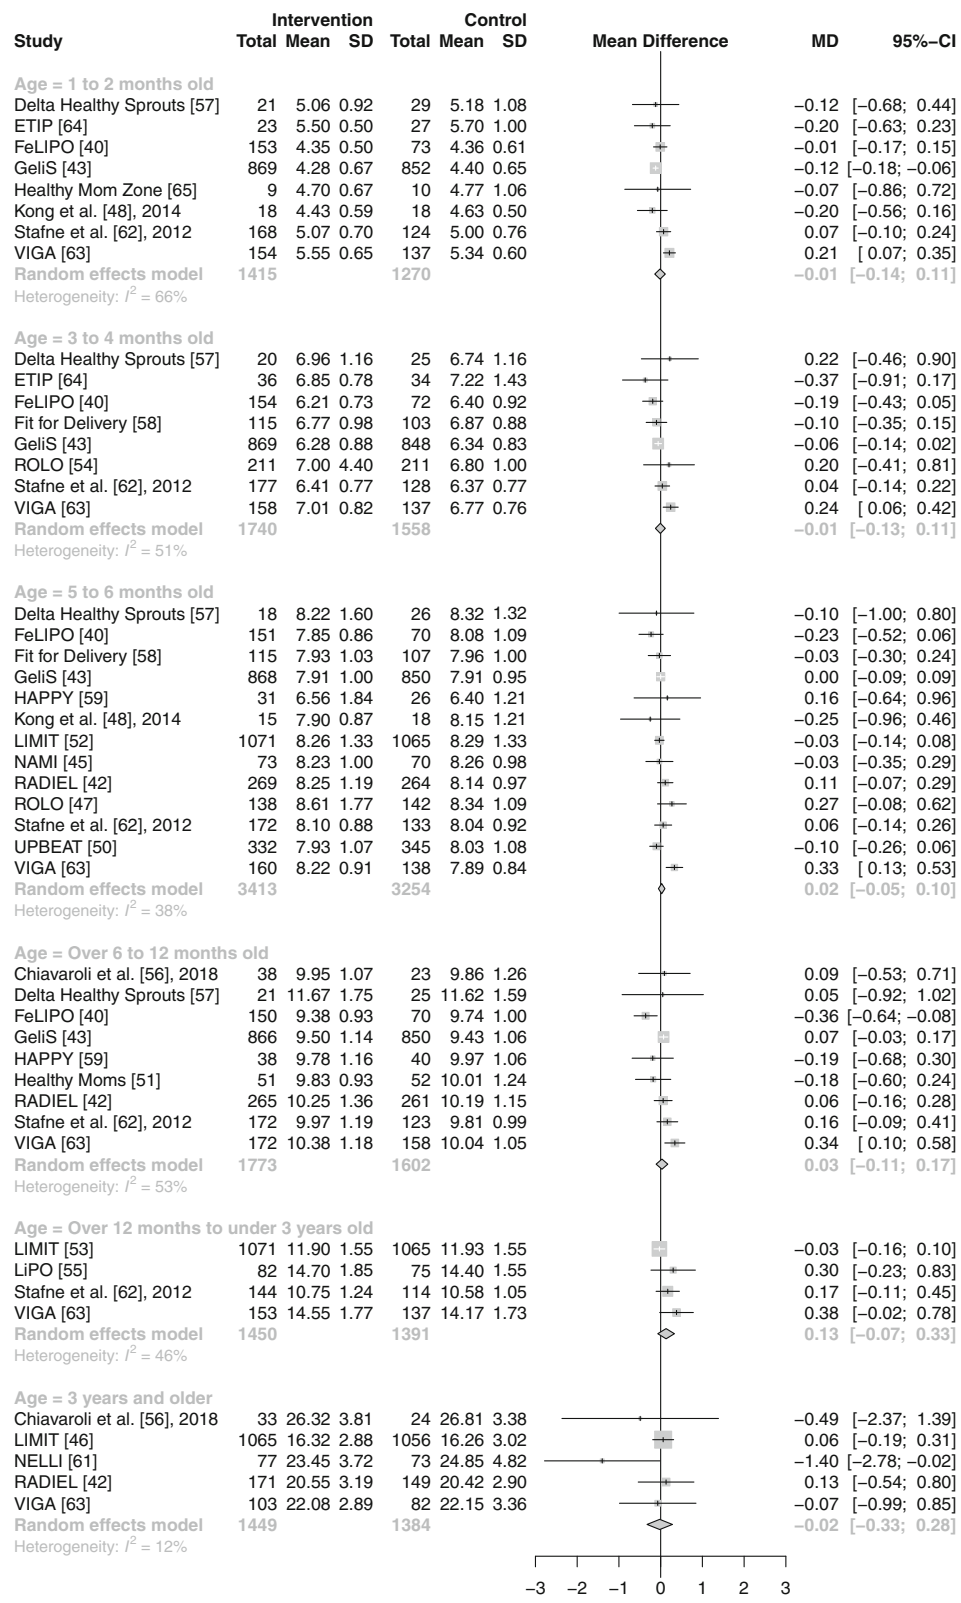 Intervention Control
Study Total Mean SD Total Mean SD Mean Difference MD 95%−CI
Age = 1 to 2 months old
Delta Healthy Sprouts [57] 21 5.06 0.92 29 5.18 1.08 −0.12 [−0.68; 0.44]
ETIP [64] 23 5.50 0.50 27 5.70 1.00 −0.20 [−0.63; 0.23]
FeLIPO [40] 153 4.35 0.50 73 4.36 0.61 −0.01 [−0.17; 0.15]
GeliS [43] 869 4.28 0.67 852 4.40 0.65 −0.12 [−0.18; −0.06]
Healthy Mom Zone [65] 9 4.70 0.67 10 4.77 1.06 −0.07 [−0.86; 0.72]
Kong et al. [48], 2014 18 4.43 0.59 18 4.63 0.50 −0.20 [−0.56; 0.16]
Stafne et al. [62], 2012 168 5.07 0.70 124 5.00 0.76 0.07 [−0.10; 0.24]
VIGA [63] 154 5.55 0.65 137 5.34 0.60 0.21 [ 0.07; 0.35]
Random effects model 1415 1270 −0.01 [−0.14; 0.11]
Heterogeneity: I² = 66%
Age = 3 to 4 months old
Delta Healthy Sprouts [57] 20 6.96 1.16 25 6.74 1.16 0.22 [−0.46; 0.90]
ETIP [64] 36 6.85 0.78 34 7.22 1.43 −0.37 [−0.91; 0.17]
FeLIPO [40] 154 6.21 0.73 72 6.40 0.92 −0.19 [−0.43; 0.05]
Fit for Delivery [58] 115 6.77 0.98 103 6.87 0.88 −0.10 [−0.35; 0.15]
GeliS [43] 869 6.28 0.88 848 6.34 0.83 −0.06 [−0.14; 0.02]
ROLO [54] 211 7.00 4.40 211 6.80 1.00 0.20 [−0.41; 0.81]
Stafne et al. [62], 2012 177 6.41 0.77 128 6.37 0.77 0.04 [−0.14; 0.22]
VIGA [63] 158 7.01 0.82 137 6.77 0.76 0.24 [ 0.06; 0.42]
Random effects model 1740 1558 −0.01 [−0.13; 0.11]
Heterogeneity: I² = 51%
Age = 5 to 6 months old
Delta Healthy Sprouts [57] 18 8.22 1.60 26 8.32 1.32 −0.10 [−1.00; 0.80]
FeLIPO [40] 151 7.85 0.86 70 8.08 1.09 −0.23 [−0.52; 0.06]
Fit for Delivery [58] 115 7.93 1.03 107 7.96 1.00 −0.03 [−0.30; 0.24]
GeliS [43] 868 7.91 1.00 850 7.91 0.95 0.00 [−0.09; 0.09]
HAPPY [59] 31 6.56 1.84 26 6.40 1.21 0.16 [−0.64; 0.96]
Kong et al. [48], 2014 15 7.90 0.87 18 8.15 1.21 −0.25 [−0.96; 0.46]
LIMIT [52] 1071 8.26 1.33 1065 8.29 1.33 −0.03 [−0.14; 0.08]
NAMI [45] 73 8.23 1.00 70 8.26 0.98 −0.03 [−0.35; 0.29]
RADIEL [42] 269 8.25 1.19 264 8.14 0.97 0.11 [−0.07; 0.29]
ROLO [47] 138 8.61 1.77 142 8.34 1.09 0.27 [−0.08; 0.62]
Stafne et al. [62], 2012 172 8.10 0.88 133 8.04 0.92 0.06 [−0.14; 0.26]
UPBEAT [50] 332 7.93 1.07 345 8.03 1.08 −0.10 [−0.26; 0.06]
VIGA [63] 160 8.22 0.91 138 7.89 0.84 0.33 [ 0.13; 0.53]
Random effects model 3413 3254 0.02 [−0.05; 0.10]
Heterogeneity: I² = 38%
Age = Over 6 to 12 months old
Chiavaroli et al. [56], 2018 38 9.95 1.07 23 9.86 1.26 0.09 [−0.53; 0.71]
Delta Healthy Sprouts [57] 21 11.67 1.75 25 11.62 1.59 0.05 [−0.92; 1.02]
FeLIPO [40] 150 9.38 0.93 70 9.74 1.00 −0.36 [−0.64; −0.08]
GeliS [43] 866 9.50 1.14 850 9.43 1.06 0.07 [−0.03; 0.17]
HAPPY [59] 38 9.78 1.16 40 9.97 1.06 −0.19 [−0.68; 0.30]
Healthy Moms [51] 51 9.83 0.93 52 10.01 1.24 −0.18 [−0.60; 0.24]
RADIEL [42] 265 10.25 1.36 261 10.19 1.15 0.06 [−0.16; 0.28]
Stafne et al. [62], 2012 172 9.97 1.19 123 9.81 0.99 0.16 [−0.09; 0.41]
VIGA [63] 172 10.38 1.18 158 10.04 1.05 0.34 [ 0.10; 0.58]
Random effects model 1773 1602 0.03 [−0.11; 0.17]
Heterogeneity: I² = 53%
Age = Over 12 months to under 3 years old
LIMIT [53] 1071 11.90 1.55 1065 11.93 1.55 −0.03 [−0.16; 0.10]
LiPO [55] 82 14.70 1.85 75 14.40 1.55 0.30 [−0.23; 0.83]
Stafne et al. [62], 2012 144 10.75 1.24 114 10.58 1.05 0.17 [−0.11; 0.45]
VIGA [63] 153 14.55 1.77 137 14.17 1.73 0.38 [−0.02; 0.78]
Random effects model 1450 1391 0.13 [−0.07; 0.33]
Heterogeneity: I² = 46%
Age = 3 years and older
Chiavaroli et al. [56], 2018 33 26.32 3.81 24 26.81 3.38 −0.49 [−2.37; 1.39]
LIMIT [46] 1065 16.32 2.88 1056 16.26 3.02 0.06 [−0.19; 0.31]
NELLI [61] 77 23.45 3.72 73 24.85 4.82 −1.40 [−2.78; −0.02]
RADIEL [42] 171 20.55 3.19 149 20.42 2.90 0.13 [−0.54; 0.80]
VIGA [63] 103 22.08 2.89 82 22.15 3.36 −0.07 [−0.99; 0.85]
Random effects model 1449 1384 −0.02 [−0.33; 0.28]
Heterogeneity: I² = 12%
−3 −2 −1 0 1 2 3